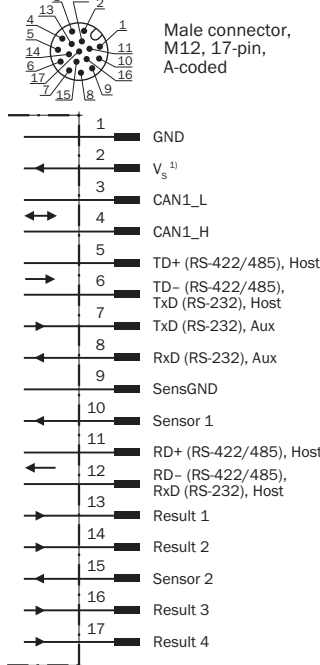 3
2
13
1
4
5
11
14
10
6
16
17
9
7
15
8
Male connector,
M12, 17-pin,
A-coded
1
GND
2
Vs 1)
3
CAN1_L
4
CAN1_H
5
TD+ (RS-422/485), Host
6
TD– (RS-422/485),
TxD (RS-232), Host
7
TxD (RS-232), Aux
8
RxD (RS-232), Aux
9
SensGND
10
Sensor 1
11
RD+ (RS-422/485), Host
12
RD– (RS-422/485),
RxD (RS-232), Host
13
Result 1
14
Result 2
15
Sensor 2
16
Result 3
17
Result 4